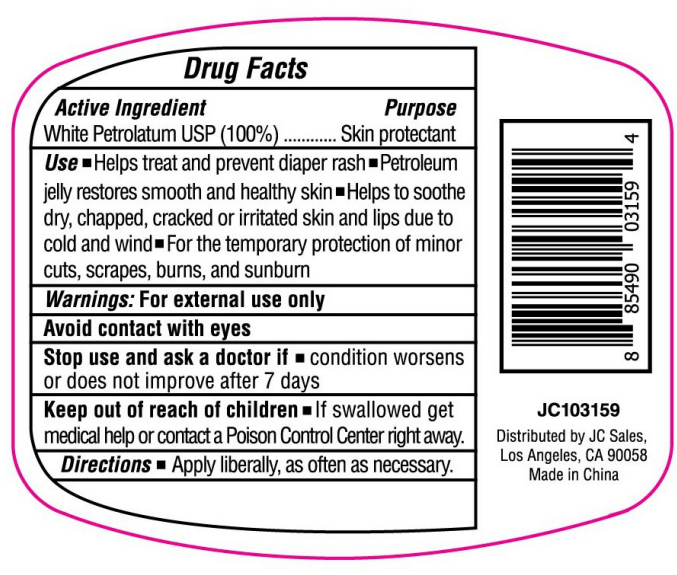 Drug Facts
Active Ingredient Purpose
White Petrolatum USP (100%) ............ Skin protectant
Use ■ Helps treat and prevent diaper rash ■ Petroleum
jelly restores smooth and healthy skin ■ Helps to soothe
dry, chapped, cracked or irritated skin and lips due to
cold and wind ■ For the temporary protection of minor
cuts, scrapes, burns, and sunburn
Warnings: For external use only
Avoid contact with eyes
Stop use and ask a doctor if ■ condition worsens
or does not improve after 7 days
Keep out of reach of children ■ If swallowed get
medical help or contact a Poison Control Center right away.
Directions ■ Apply liberally, as often as necessary.
8 85490 03159 4
JC103159
Distributed by JC Sales,
Los Angeles, CA 90058
Made in China